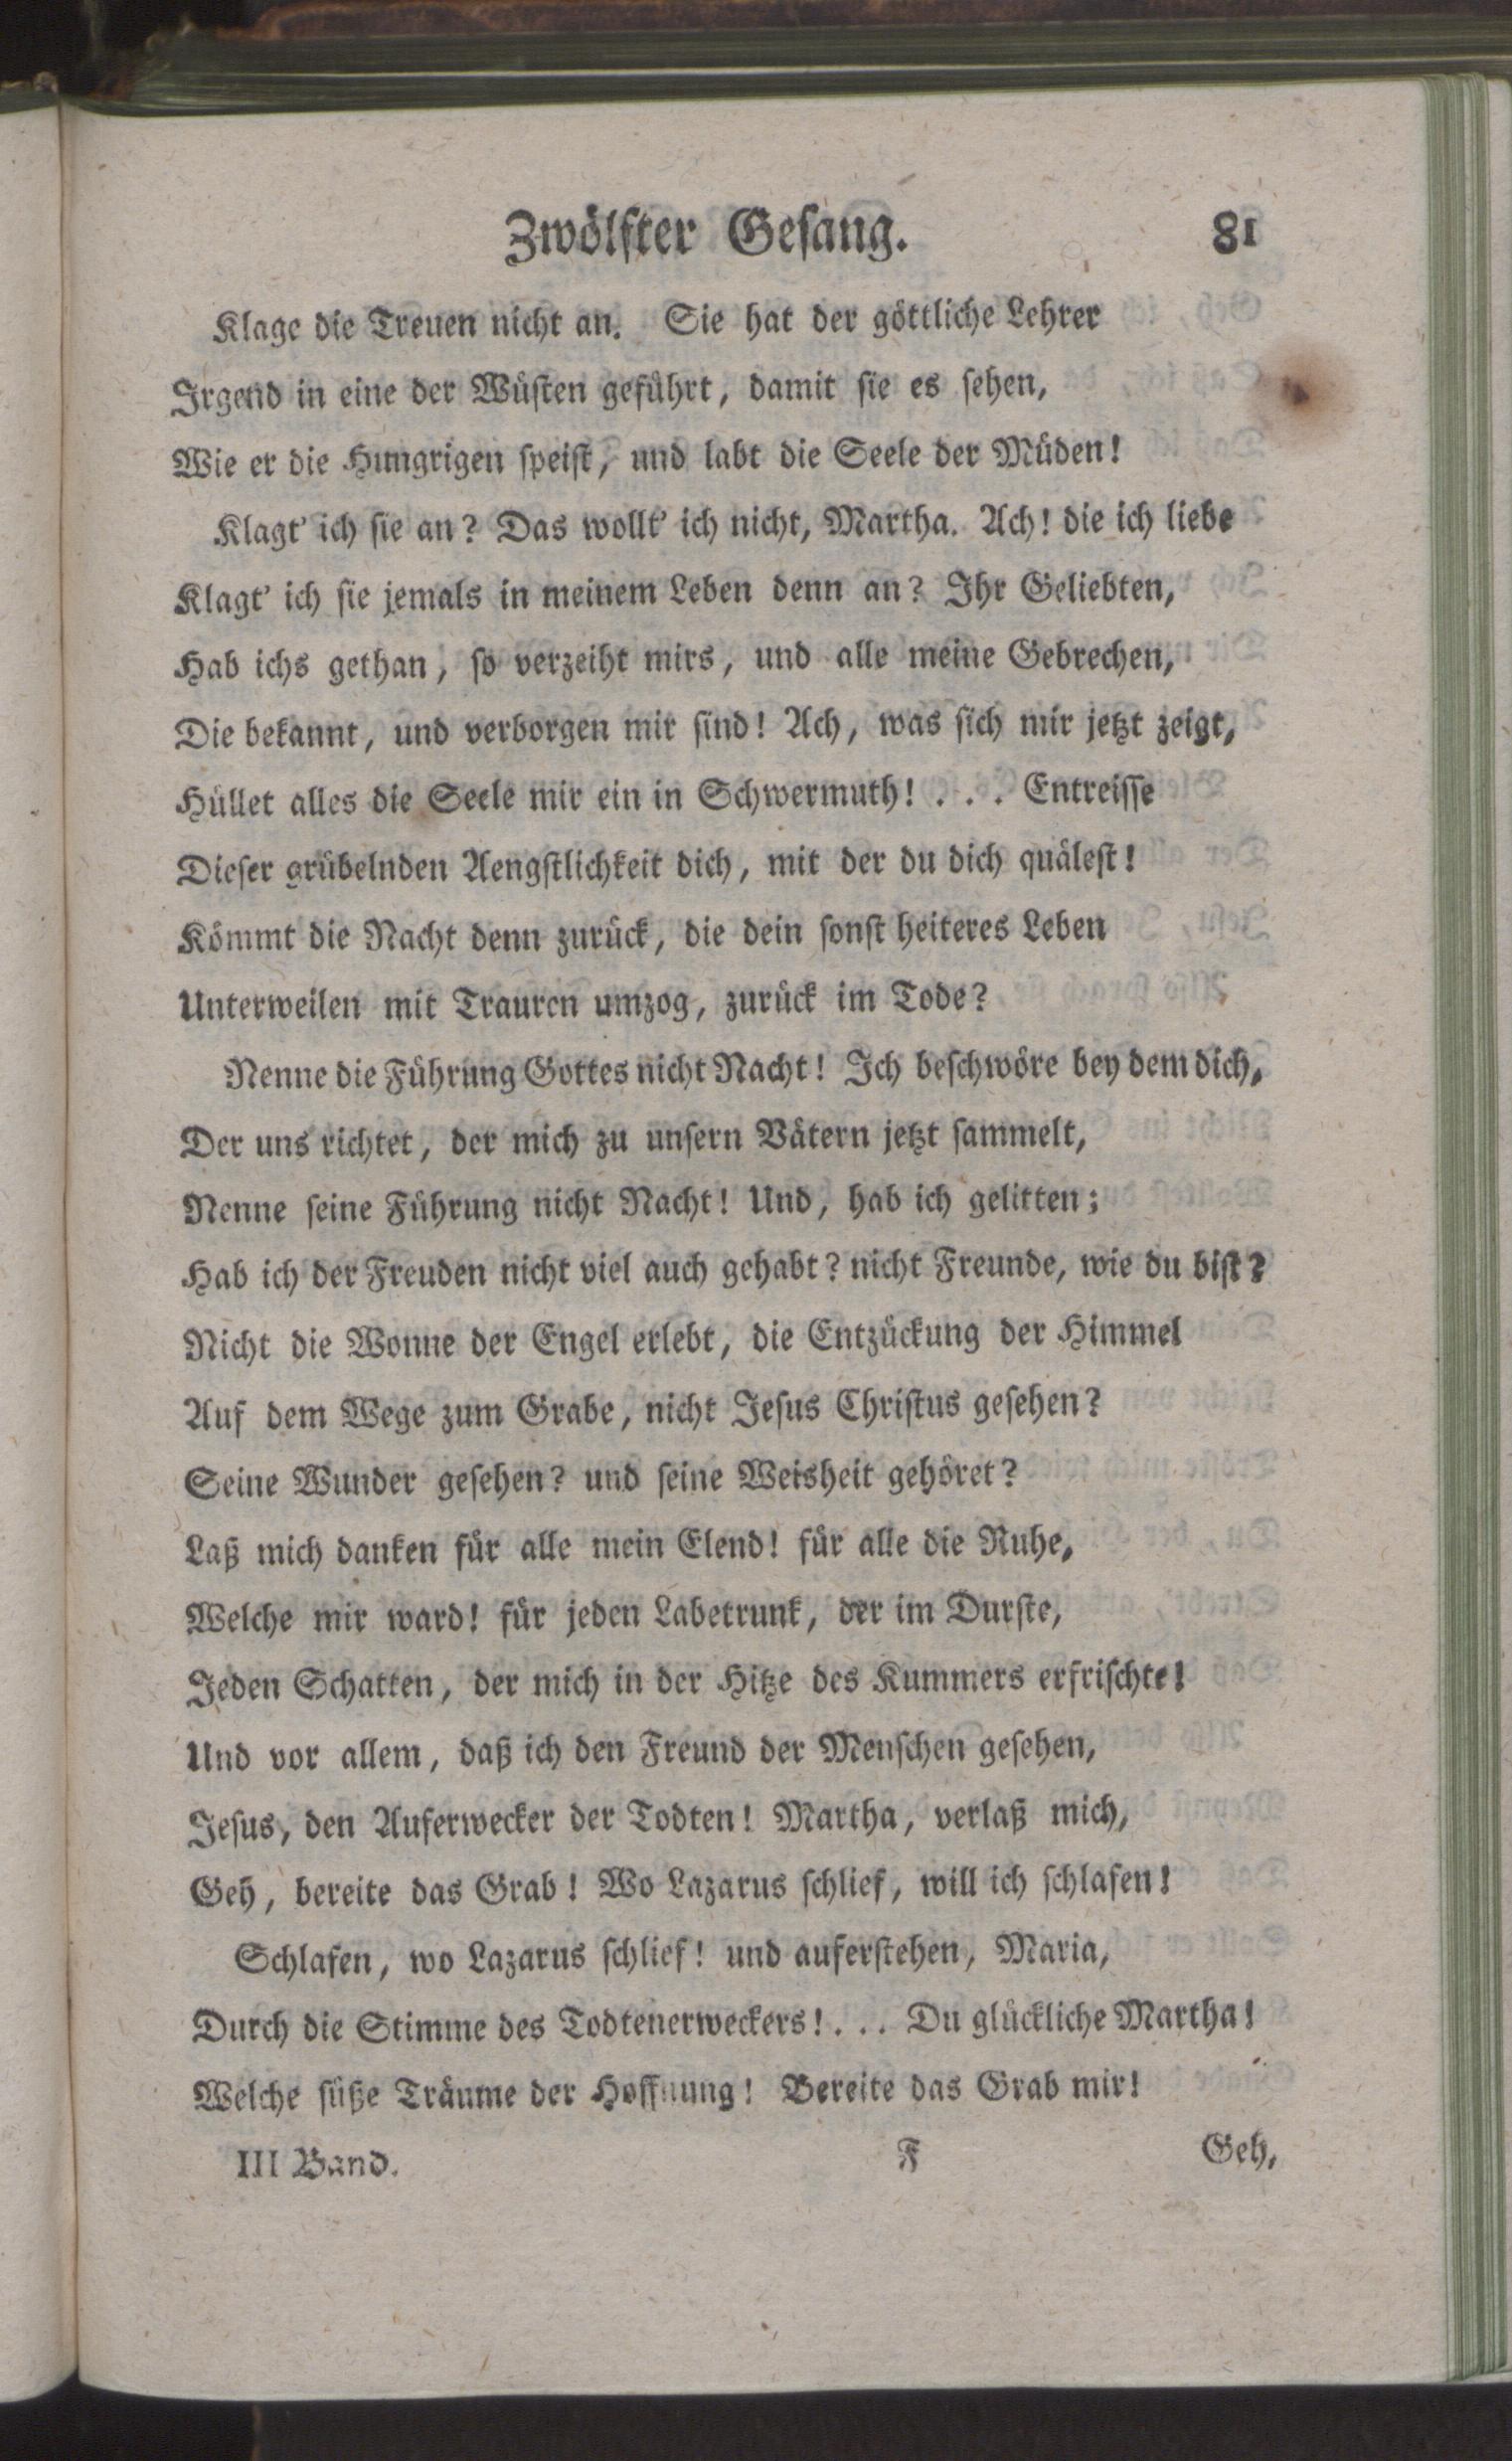 Zwölfter Gesang. 81
Klage die Treuen nicht an. Sie hat der göttliche Lehrer
Irgend in eine der Wüsten geführt, damit sie es sehen,
Wie er die Hungrigen speist, und labt die Seele der Müden!
Klagt' ich sie an? Das wollt' ich nicht, Martha. Ach! die ich liebe
Klagt' ich sie jemals in meinem Leben denn an? Ihr Geliebten,
Hab ichs gethan, so verzeiht mirs, und alle meine Gebrechen,
Die bekannt, und verborgen mir sind! Ach, was sich mir jetzt zeigt,
Hüllet alles die Seele mir ein in Schwermuth! . . . Entreisse
Dieser grübelnden Aengstlichkeit dich, mit der du dich quälest!
Kömmt die Nacht denn zurück, die dein sonst heiteres Leben
Unterweilen mit Trauren umzog, zurück im Tode?
Nenne die Führung Gottes nicht Nacht! Ich beschwöre bey dem dich,
Der uns richtet, der mich zu unsern Vätern jetzt sammelt,
Nenne seine Führung nicht Nacht! Und, hab ich gelitten;
Hab ich der Freuden nicht viel auch gehabt? nicht Freunde, wie du bist?
Nicht die Wonne der Engel erlebt, die Entzückung der Himmel
Auf dem Wege zum Grabe, nicht Jesus Christus gesehen?
Seine Wunder gesehen? und seine Weisheit gehöret?
Laß mich danken für alle mein Elend! für alle die Ruhe,
Welche mir ward! für jeden Labetrunk, der im Durste,
Jeden Schatten, der mich in der Hitze des Kummers erfrischte!
Und vor allem, daß ich den Freund der Menschen gesehen,
Jesus, den Auferwecker der Todten! Martha, verlaß mich,
Geh, bereite das Grab! Wo Lazarus schlief, will ich schlafen!
Schlafen, wo Lazarus schlief! und auferstehen, Maria,
Durch die Stimme des Todtenerweckers!. . . Du glückliche Martha!
Welche süße Träume der Hoffnung! Bereite das Grab mir!
III Band. F Geh,